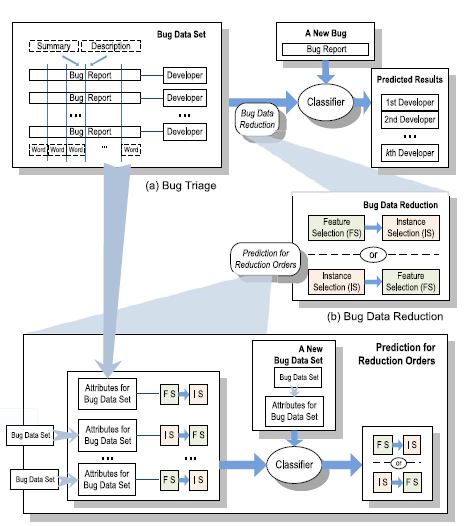 Bug Data Set
Summary
Description
Bug Report
Developer
Bug Report
Developer
...
...
Bug Report
Developer
Word
Word
Word
...
Word
(a) Bug Triage
A New Bug
Bug Report
Classifier
Bug Data
Reduction
Predicted Results
1st Developer
2nd Developer
...
kth Developer
Bug Data Reduction
Feature
Selection (FS)
Instance
Selection (IS)
or
Instance
Selection (IS)
Feature
Selection (FS)
(b) Bug Data Reduction
Prediction for
Reduction Orders
Prediction for
Reduction Orders
A New
Bug Data Set
Bug Data Set
Attributes for
Bug Data Set
Attributes for
Bug Data Set
F S
I S
Bug Data Set
Attributes for
Bug Data Set
I S
F S
...
...
Bug Data Set
Attributes for
Bug Data Set
F S
I S
Classifier
F S
I S
or
I S
F S